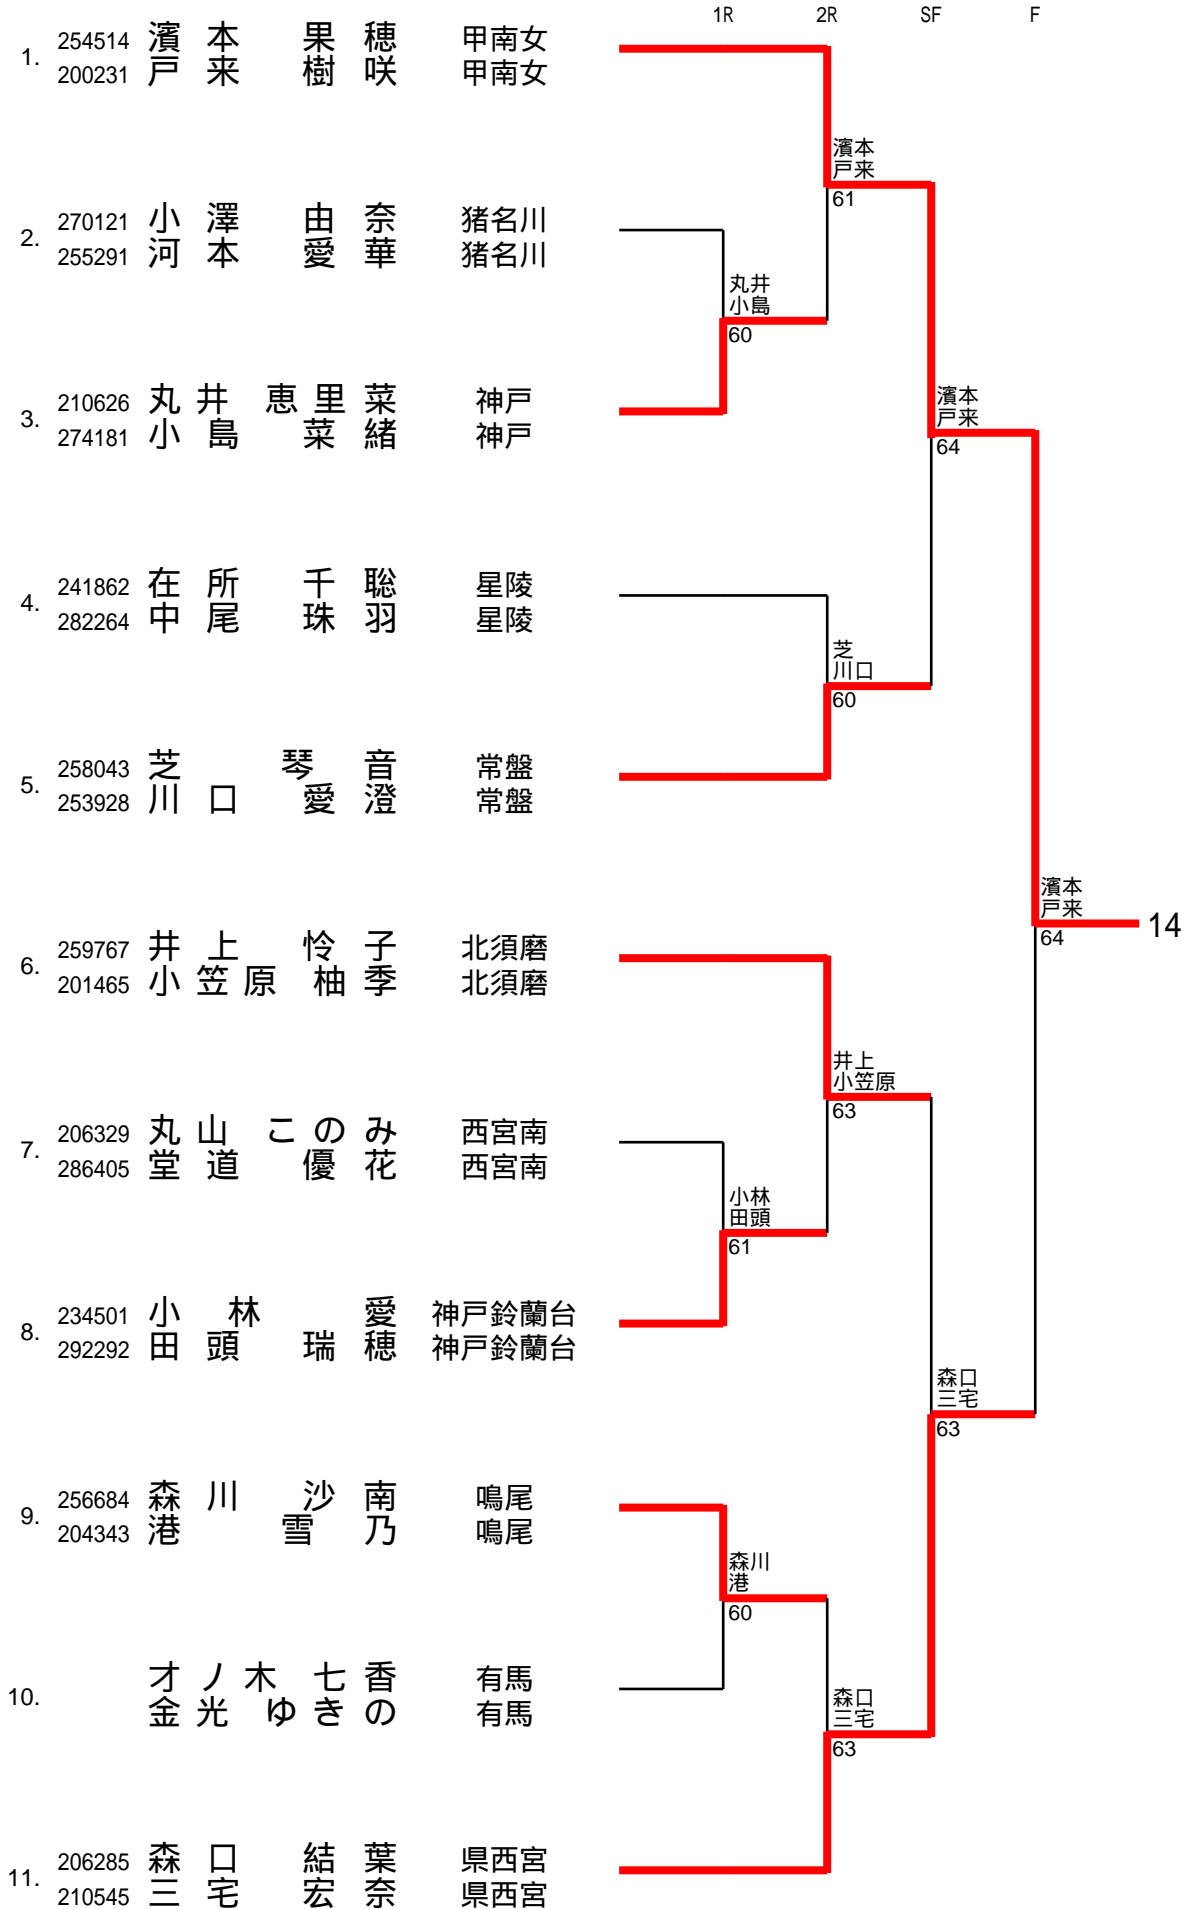 1R 2R SF F
1. 254514 濱本 果穂 甲南女
200231 戸来 樹咲 甲南女
濱本
戸来
61
2. 270121 小澤 由奈 猪名川
255291 河本 愛華 猪名川
丸井
小島
60
3. 210626 丸井 恵里菜 神戸
274181 小島 菜緒 神戸
濱本
戸来
64
4. 241862 在所 千聡 星陵
282264 中尾 珠羽 星陵
芝
川口
60
5. 258043 芝 琴音 常盤
253928 川口 愛澄 常盤
濱本
戸来
64
14
6. 259767 井上 怜子 北須磨
201465 小笠原 柚季 北須磨
井上
小笠原
63
7. 206329 丸山 このみ 西宮南
286405 堂道 優花 西宮南
小林
田頭
61
8. 234501 小林 愛 神戸鈴蘭台
292292 田頭 瑞穂 神戸鈴蘭台
森口
三宅
63
9. 256684 森川 沙南 鳴尾
204343 港 雪乃 鳴尾
森川
港
60
10. 才ノ木 七香 有馬
金光 ゆきの 有馬
森口
三宅
63
11. 206285 森口 結葉 県西宮
210545 三宅 宏奈 県西宮